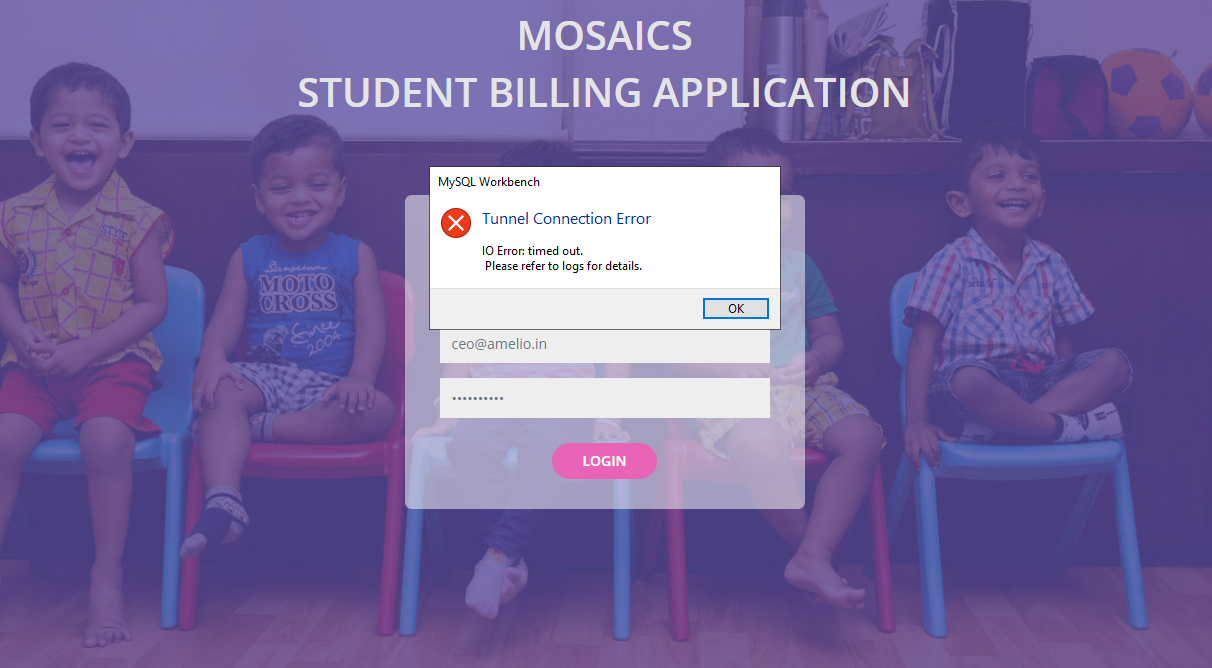 MOSAICS
STUDENT BILLING APPLICATION
MySQL Workbench
Tunnel Connection Error
IO Error: timed out.
Please refer to logs for details.
OK
ceo@amelio.in
••••••••••
LOGIN
STYLE
MOTO
CROSS
Since
2004